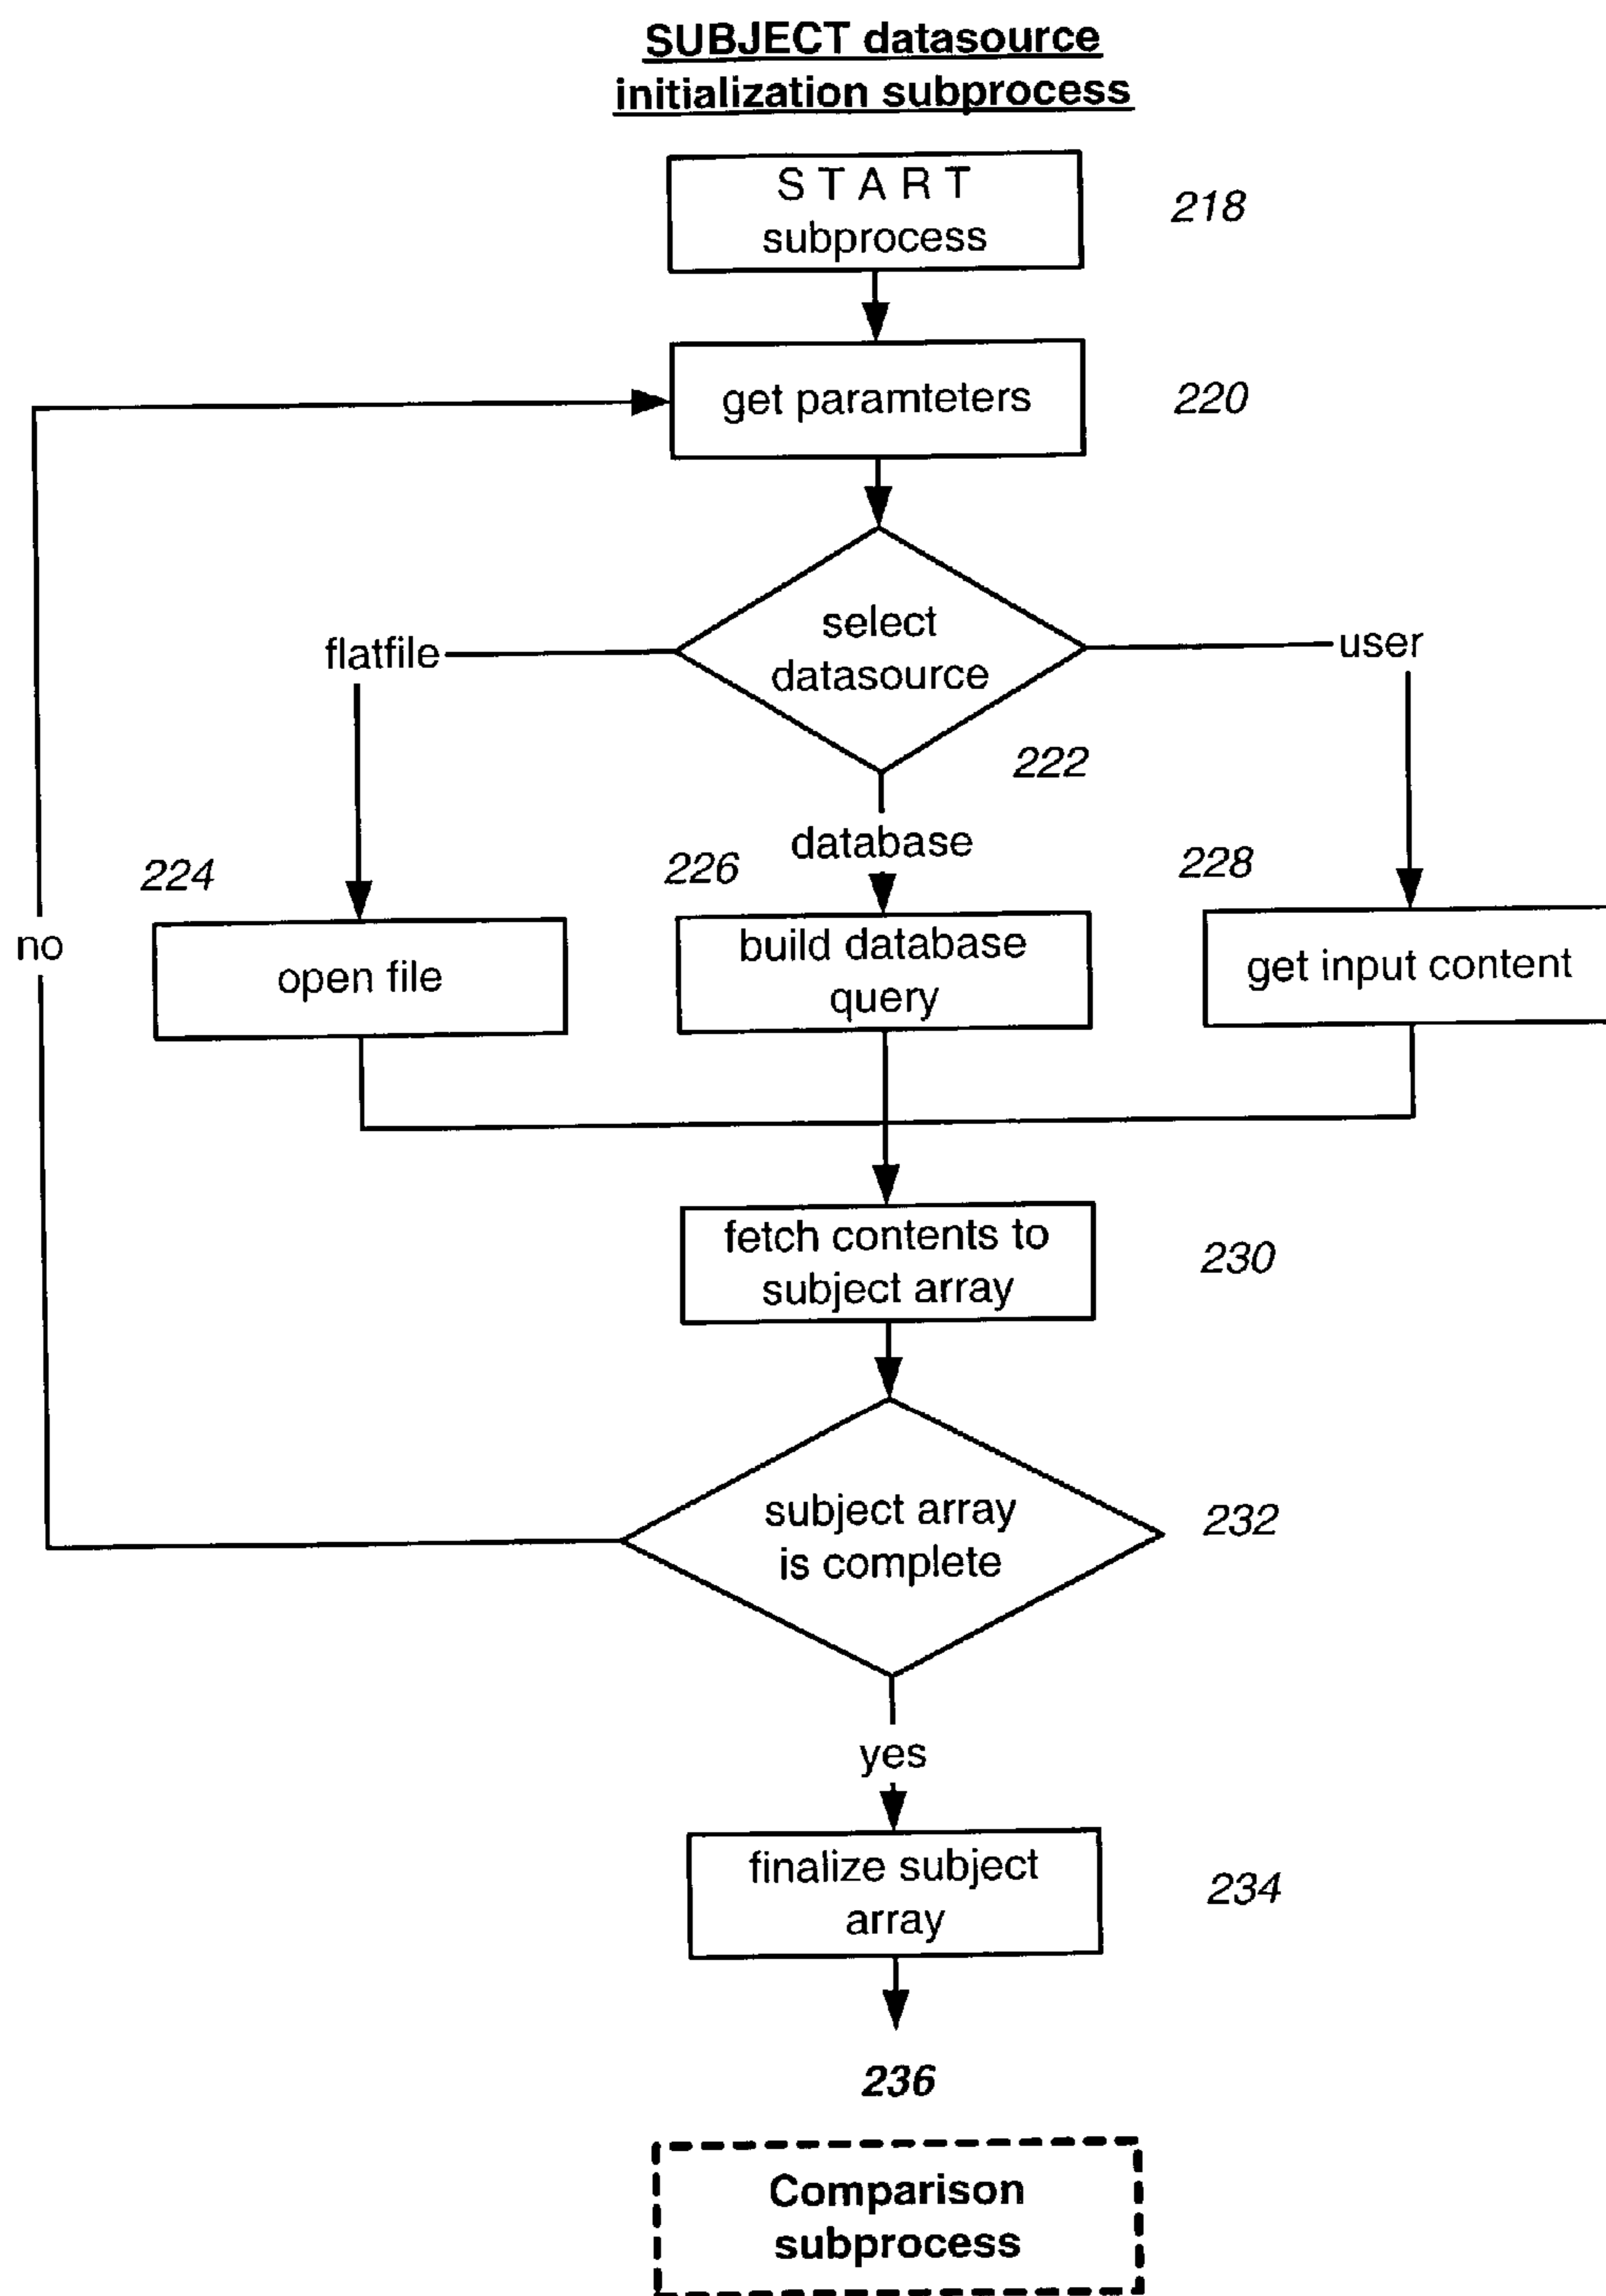 SUBJECT datasource
initialization subprocess
S T A R T
subprocess
218
get paramteters
220
select
datasource
222
flatfile
user
database
224
226
228
open file
build database
query
get input content
no
fetch contents to
subject array
230
subject array
is complete
232
yes
finalize subject
array
234
236
Comparison
subprocess